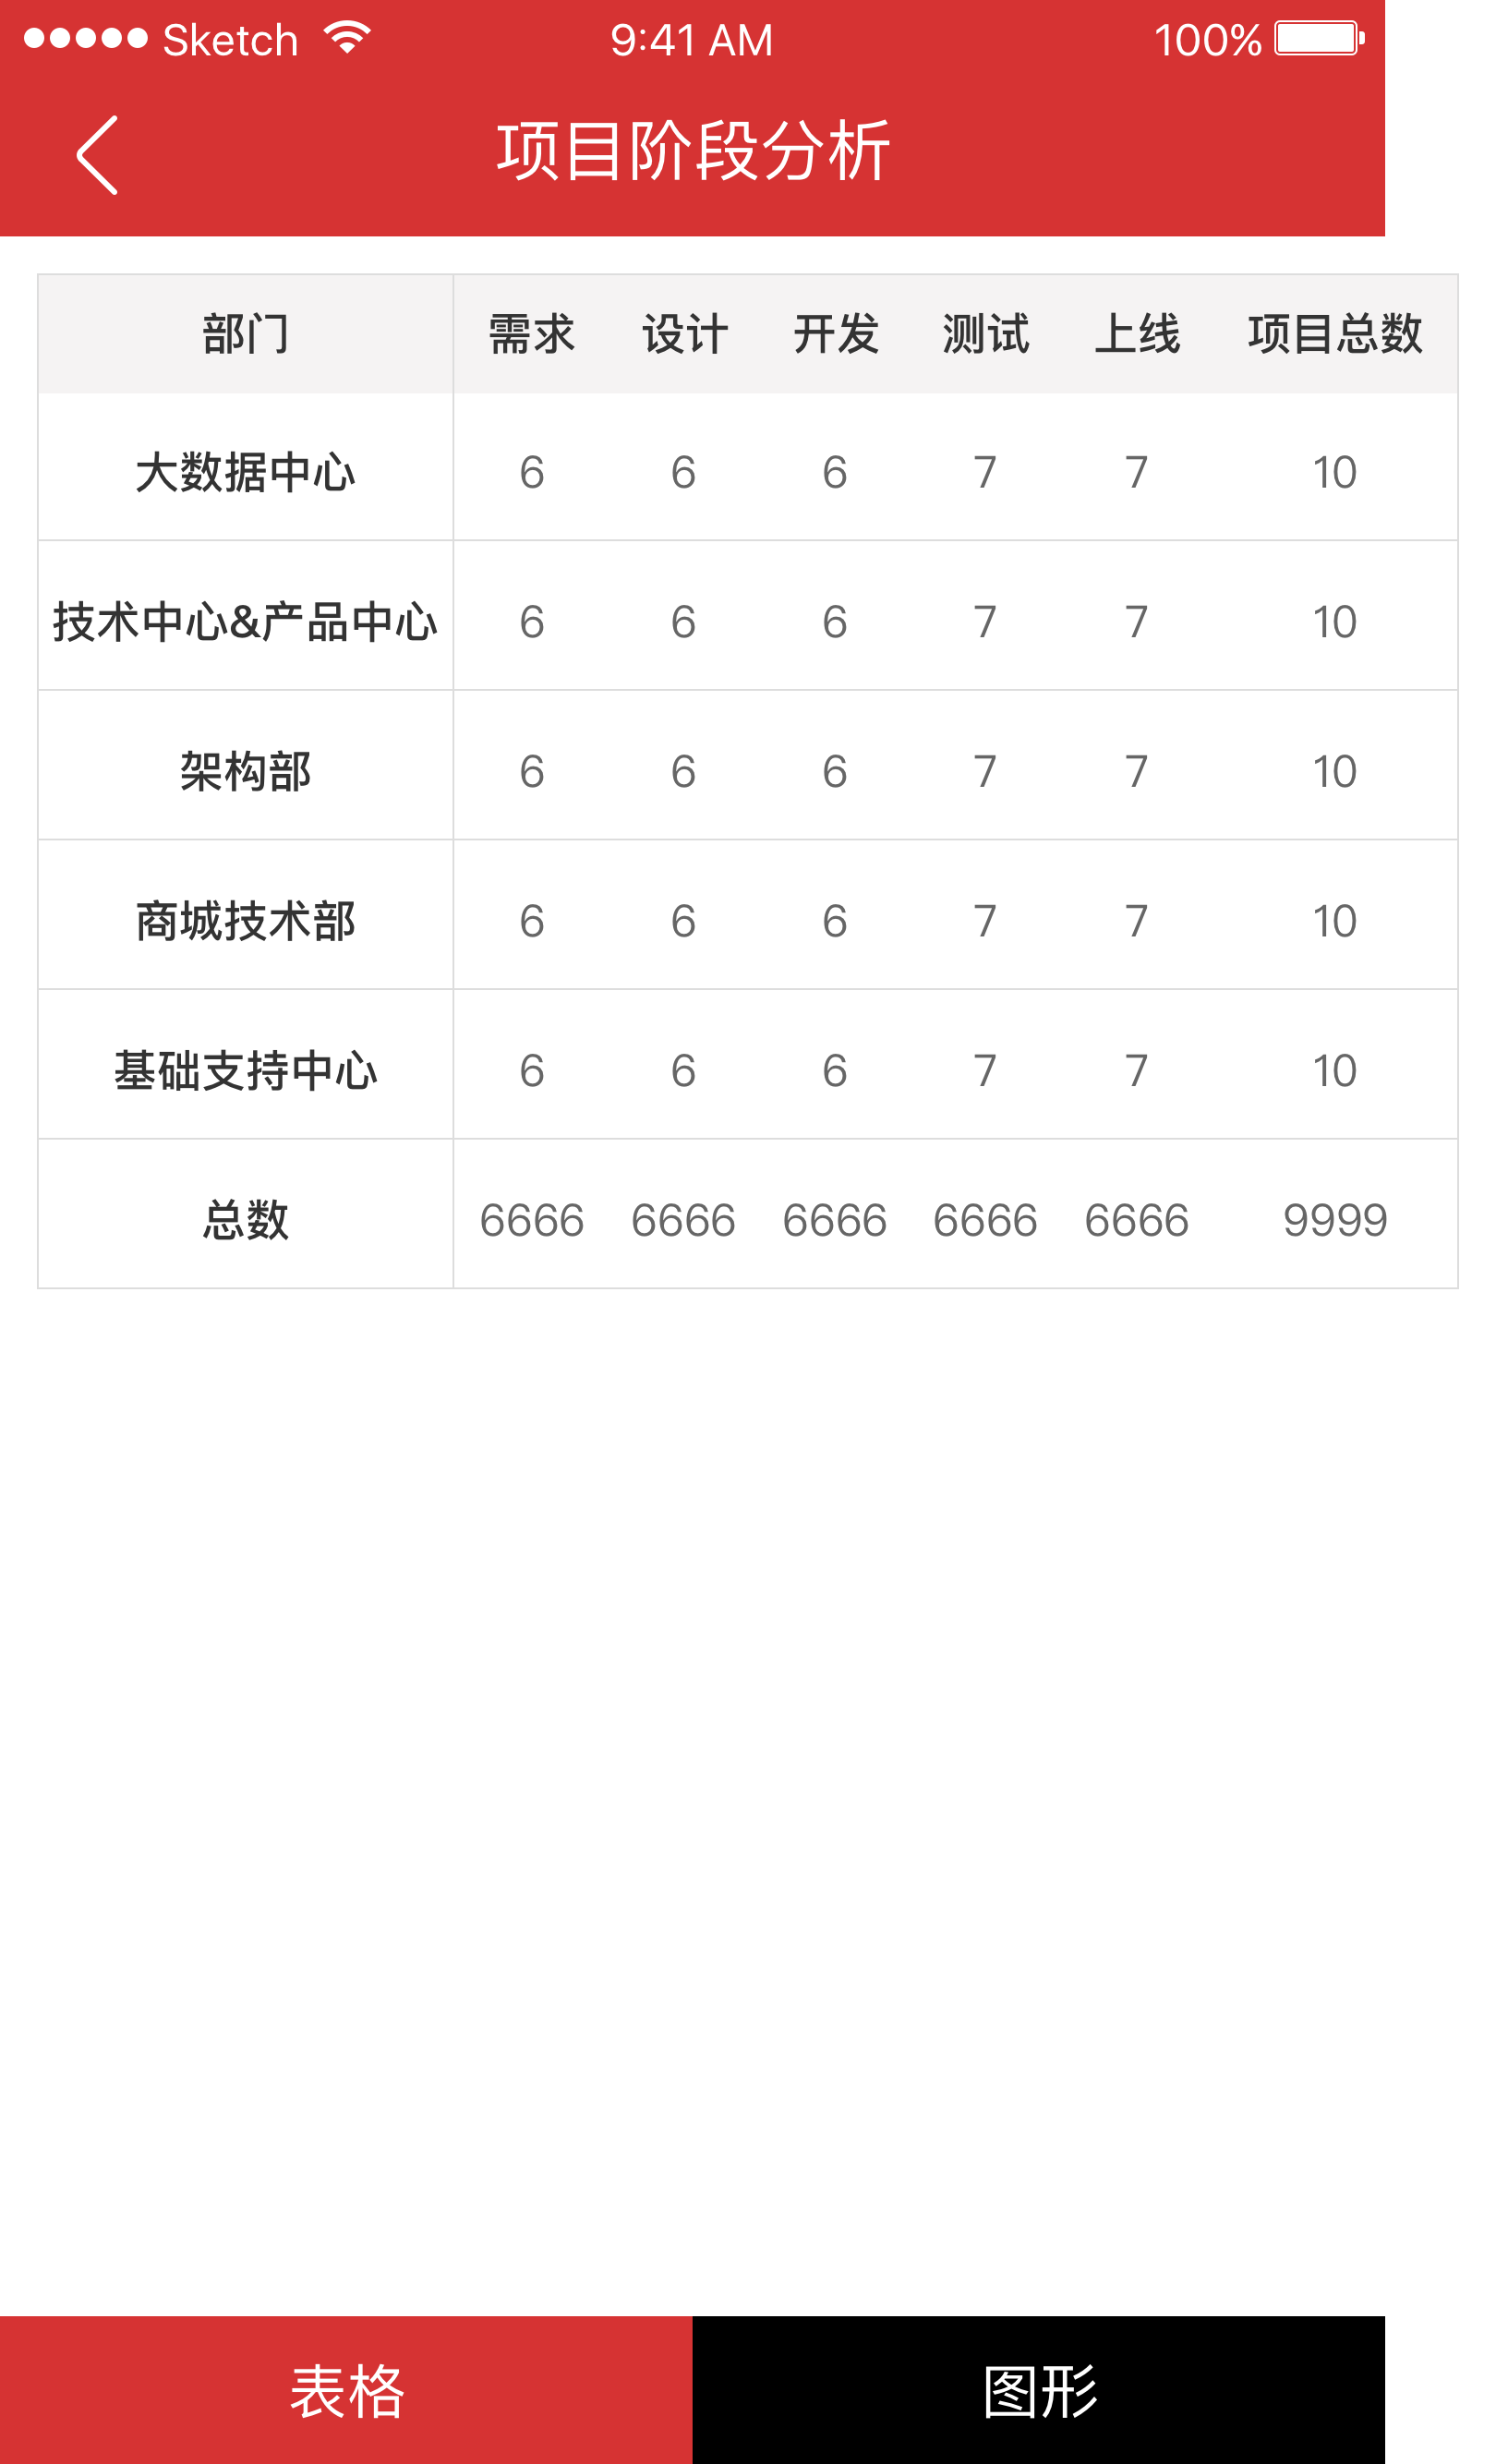 Sketch 9:41 AM 100%
项目阶段分析
部门 需求 设计 开发 测试 上线 项目总数
大数据中心 6 6 6 7 7 10
技术中心&产品中心 6 6 6 7 7 10
架构部 6 6 6 7 7 10
商城技术部 6 6 6 7 7 10
基础支持中心 6 6 6 7 7 10
总数 6666 6666 6666 6666 6666 9999
表格 图形